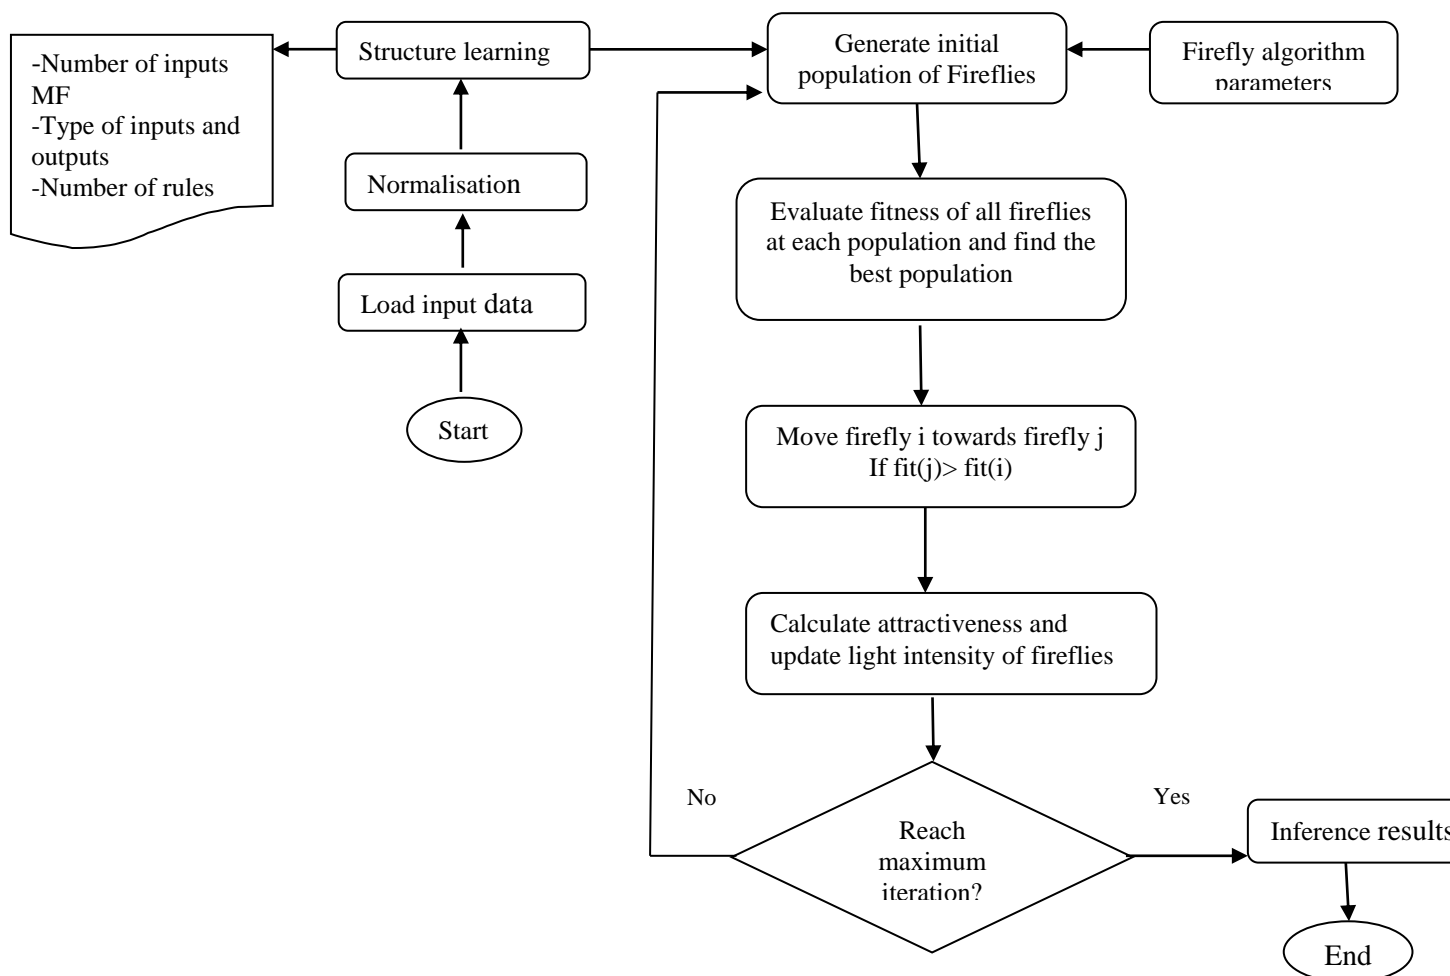 -Number of inputs
MF
-Type of inputs and
outputs
-Number of rules
Structure learning
Normalisation
Load input data
Start
Generate initial
population of Fireflies
Firefly algorithm
parameters
Evaluate fitness of all fireflies
at each population and find the
best population
Move firefly i towards firefly j
If fit(j)> fit(i)
Calculate attractiveness and
update light intensity of fireflies
No
Reach
maximum
iteration?
Yes
Inference results
End